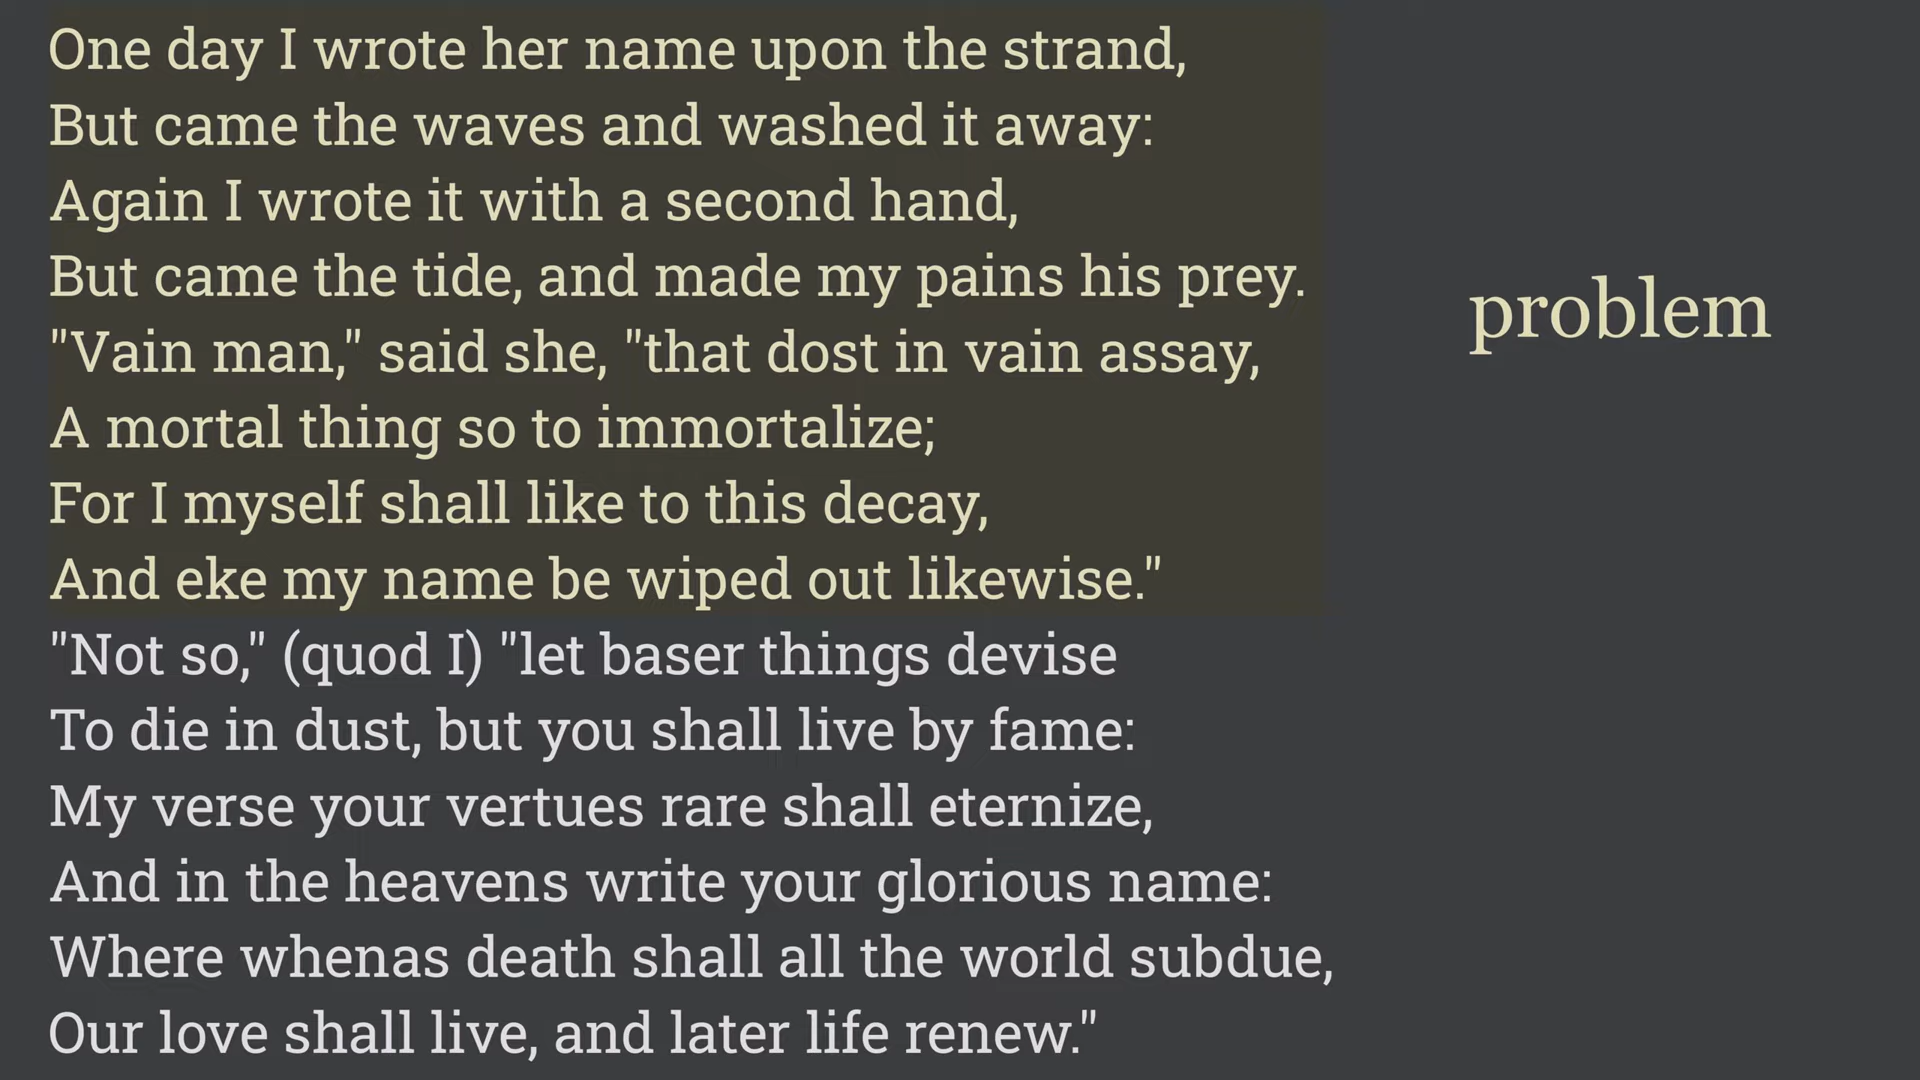 One day I wrote her name upon the strand,
But came the waves and washed it away:
Again I wrote it with a second hand,
But came the tide, and made my pains his prey.
"Vain man," said she, "that dost in vain assay,
A mortal thing so to immortalize;
For I myself shall like to this decay,
And eke my name be wiped out likewise."
"Not so," (quod I) "let baser things devise
To die in dust, but you shall live by fame:
My verse your vertues rare shall eternize,
And in the heavens write your glorious name:
Where whenas death shall all the world subdue,
Our love shall live, and later life renew."
problem